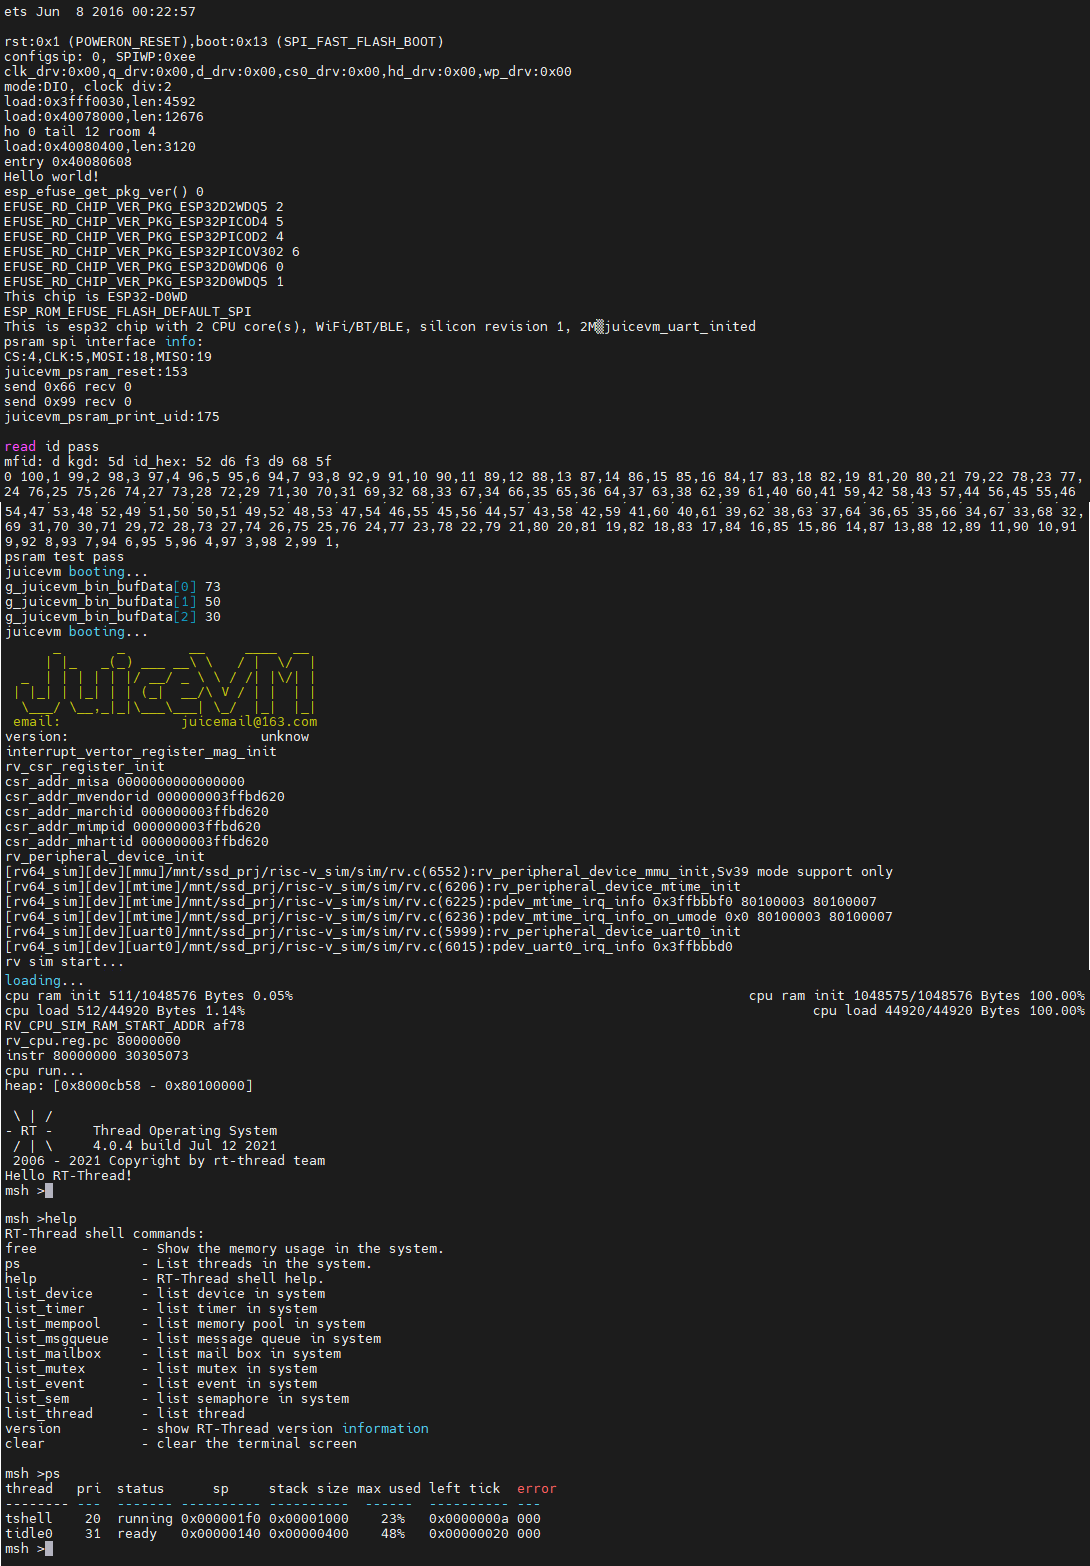 ets Jun  8 2016 00:22:57

rst:0x1 (POWERON_RESET),boot:0x13 (SPI_FAST_FLASH_BOOT)
configsip: 0, SPIWP:0xee
clk_drv:0x00,q_drv:0x00,d_drv:0x00,cs0_drv:0x00,hd_drv:0x00,wp_drv:0x00
mode:DIO, clock div:2
load:0x3fff0030,len:4592
load:0x40078000,len:12676
ho 0 tail 12 room 4
load:0x40080400,len:3120
entry 0x40080608
Hello world!
esp_efuse_get_pkg_ver() 0
EFUSE_RD_CHIP_VER_PKG_ESP32D2WDQ5 2
EFUSE_RD_CHIP_VER_PKG_ESP32PICOD4 5
EFUSE_RD_CHIP_VER_PKG_ESP32PICOD2 4
EFUSE_RD_CHIP_VER_PKG_ESP32PICOV302 6
EFUSE_RD_CHIP_VER_PKG_ESP32D0WDQ6 0
EFUSE_RD_CHIP_VER_PKG_ESP32D0WDQ5 1
This chip is ESP32-D0WD
ESP_ROM_EFUSE_FLASH_DEFAULT_SPI
This is esp32 chip with 2 CPU core(s), WiFi/BT/BLE, silicon revision 1, 2M▒juicevm_uart_inited
psram spi interface info:
CS:4,CLK:5,MOSI:18,MISO:19
juicevm_psram_reset:153
send 0x66 recv 0
send 0x99 recv 0
juicevm_psram_print_uid:175

read id pass
mfid: d kgd: 5d id_hex: 52 d6 f3 d9 68 5f
0 100,1 99,2 98,3 97,4 96,5 95,6 94,7 93,8 92,9 91,10 90,11 89,12 88,13 87,14 86,15 85,16 84,17 83,18 82,19 81,20 80,21 79,22 78,23 77,
24 76,25 75,26 74,27 73,28 72,29 71,30 70,31 69,32 68,33 67,34 66,35 65,36 64,37 63,38 62,39 61,40 60,41 59,42 58,43 57,44 56,45 55,46
54,47 53,48 52,49 51,50 50,51 49,52 48,53 47,54 46,55 45,56 44,57 43,58 42,59 41,60 40,61 39,62 38,63 37,64 36,65 35,66 34,67 33,68 32,
69 31,70 30,71 29,72 28,73 27,74 26,75 25,76 24,77 23,78 22,79 21,80 20,81 19,82 18,83 17,84 16,85 15,86 14,87 13,88 12,89 11,90 10,91
9,92 8,93 7,94 6,95 5,96 4,97 3,98 2,99 1,
psram test pass
juicevm booting...
g_juicevm_bin_bufData[0] 73
g_juicevm_bin_bufData[1] 50
g_juicevm_bin_bufData[2] 30
juicevm booting...
JuiceVM
email:               juicemail@163.com
version:                        unknow
interrupt_vertor_register_mag_init
rv_csr_register_init
csr_addr_misa 0000000000000000
csr_addr_mvendorid 000000003ffbd620
csr_addr_marchid 000000003ffbd620
csr_addr_mimpid 000000003ffbd620
csr_addr_mhartid 000000003ffbd620
rv_peripheral_device_init
[rv64_sim][dev][mmu]/mnt/ssd_prj/risc-v_sim/sim/rv.c(6552):rv_peripheral_device_mmu_init,Sv39 mode support only
[rv64_sim][dev][mtime]/mnt/ssd_prj/risc-v_sim/sim/rv.c(6206):rv_peripheral_device_mtime_init
[rv64_sim][dev][mtime]/mnt/ssd_prj/risc-v_sim/sim/rv.c(6225):pdev_mtime_irq_info 0x3ffbbbf0 80100003 80100007
[rv64_sim][dev][mtime]/mnt/ssd_prj/risc-v_sim/sim/rv.c(6236):pdev_mtime_irq_info_on_umode 0x0 80100003 80100007
[rv64_sim][dev][uart0]/mnt/ssd_prj/risc-v_sim/sim/rv.c(5999):rv_peripheral_device_uart0_init
[rv64_sim][dev][uart0]/mnt/ssd_prj/risc-v_sim/sim/rv.c(6015):pdev_uart0_irq_info 0x3ffbbbd0
rv sim start...
loading...
cpu ram init 511/1048576 Bytes 0.05%    cpu ram init 1048575/1048576 Bytes 100.00%
cpu load 512/44920 Bytes 1.14%    cpu load 44920/44920 Bytes 100.00%
RV_CPU_SIM_RAM_START_ADDR af78
rv_cpu.reg.pc 80000000
instr 80000000 30305073
cpu run...
heap: [0x8000cb58 - 0x80100000]

 \ | /
- RT -     Thread Operating System
 / | \     4.0.4 build Jul 12 2021
 2006 - 2021 Copyright by rt-thread team
Hello RT-Thread!
msh >

msh >help
RT-Thread shell commands:
free             - Show the memory usage in the system.
ps               - List threads in the system.
help             - RT-Thread shell help.
list_device      - list device in system
list_timer       - list timer in system
list_mempool     - list memory pool in system
list_msgqueue    - list message queue in system
list_mailbox     - list mail box in system
list_mutex       - list mutex in system
list_event       - list event in system
list_sem         - list semaphore in system
list_thread      - list thread
version          - show RT-Thread version information
clear            - clear the terminal screen

msh >ps
thread   pri  status      sp     stack size max used left tick  error
-------- ---  ------- ---------- ----------  ------  ---------- ---
tshell    20  running 0x000001f0 0x00001000    23%   0x0000000a 000
tidle0    31  ready   0x00000140 0x00000400    48%   0x00000020 000
msh >